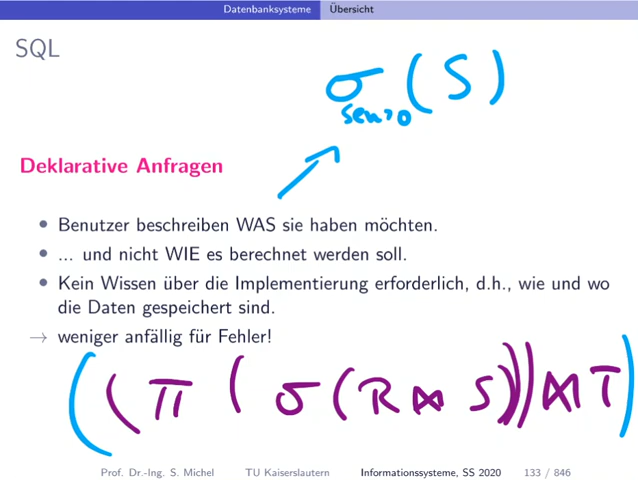 Datenbanksysteme Übersicht
SQL
σ sem>0 (S)
Deklarative Anfragen
• Benutzer beschreiben WAS sie haben möchten.
• ... und nicht WIE es berechnet werden soll.
• Kein Wissen über die Implementierung erforderlich, d.h., wie und wo
die Daten gespeichert sind.
→ weniger anfällig für Fehler!
((π(σ(R⋈S)))⋈T)
Prof. Dr.-Ing. S. Michel TU Kaiserslautern Informationssysteme, SS 2020 133 / 846